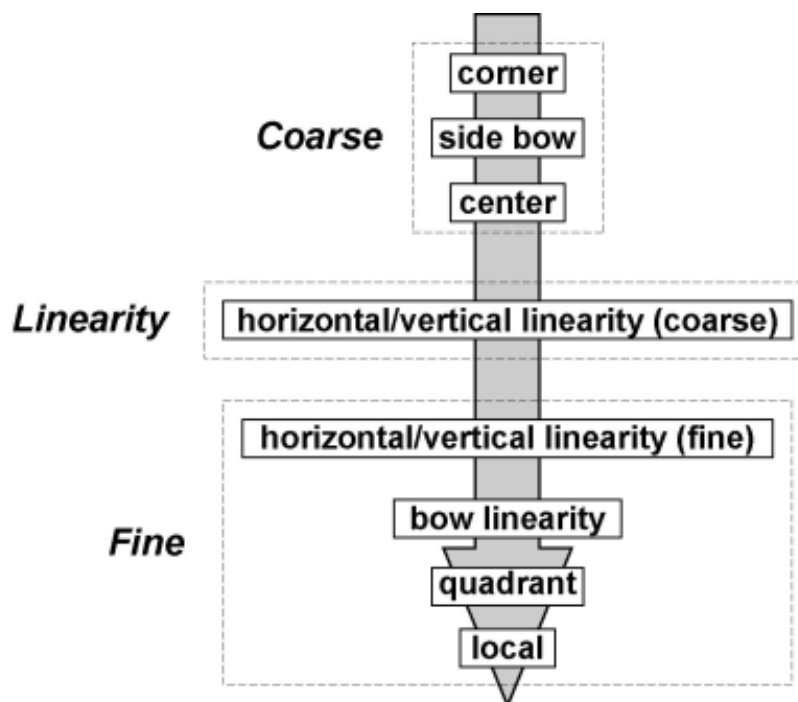 corner
Coarse
side bow
center
Linearity
horizontal/vertical linearity (coarse)
horizontal/vertical linearity (fine)
bow linearity
Fine
quadrant
local